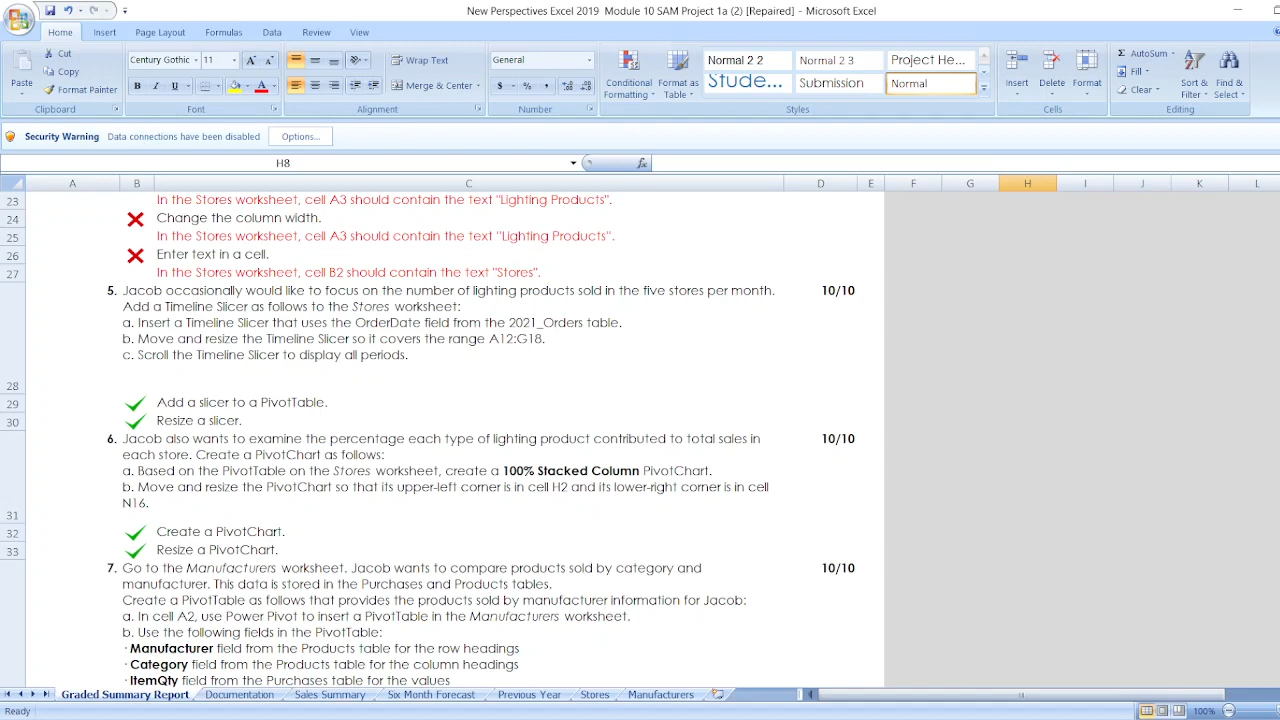 New Perspectives Excel 2019 Module 10 SAM Project 1a (2) [Repaired] - Microsoft Excel
Home Insert Page Layout Formulas Data Review View
Paste
Cut
Copy
Format Painter
Clipboard
Century Gothic 11 A A
B I U A
Font
Wrap Text
Merge & Center
Alignment
General
$ % ,
Number
Conditional Formatting
Format as Table
Normal 2 2 Normal 2 3 Project He...
Stude... Submission Normal
Styles
Insert Delete Format
Cells
Σ AutoSum
Fill
Clear
Sort & Filter
Find & Select
Editing
Security Warning Data connections have been disabled Options...
H8 fx
A B C D E F G H I J K L
23 In the Stores worksheet, cell A3 should contain the text "Lighting Products".
24 Change the column width.
25 In the Stores worksheet, cell A3 should contain the text "Lighting Products".
26 Enter text in a cell.
27 In the Stores worksheet, cell B2 should contain the text "Stores".
5. Jacob occasionally would like to focus on the number of lighting products sold in the five stores per month. 10/10
Add a Timeline Slicer as follows to the Stores worksheet:
a. Insert a Timeline Slicer that uses the OrderDate field from the 2021_Orders table.
b. Move and resize the Timeline Slicer so it covers the range A12:G18.
c. Scroll the Timeline Slicer to display all periods.
28
29 Add a slicer to a PivotTable.
30 Resize a slicer.
6. Jacob also wants to examine the percentage each type of lighting product contributed to total sales in 10/10
each store. Create a PivotChart as follows:
a. Based on the PivotTable on the Stores worksheet, create a 100% Stacked Column PivotChart.
b. Move and resize the PivotChart so that its upper-left corner is in cell H2 and its lower-right corner is in cell
N16.
31
32 Create a PivotChart.
33 Resize a PivotChart.
7. Go to the Manufacturers worksheet. Jacob wants to compare products sold by category and 10/10
manufacturer. This data is stored in the Purchases and Products tables.
Create a PivotTable as follows that provides the products sold by manufacturer information for Jacob:
a. In cell A2, use Power Pivot to insert a PivotTable in the Manufacturers worksheet.
b. Use the following fields in the PivotTable:
· Manufacturer field from the Products table for the row headings
· Category field from the Products table for the column headings
· ItemQty field from the Purchases table for the values
Graded Summary Report Documentation Sales Summary Six Month Forecast Previous Year Stores Manufacturers
Ready 100%